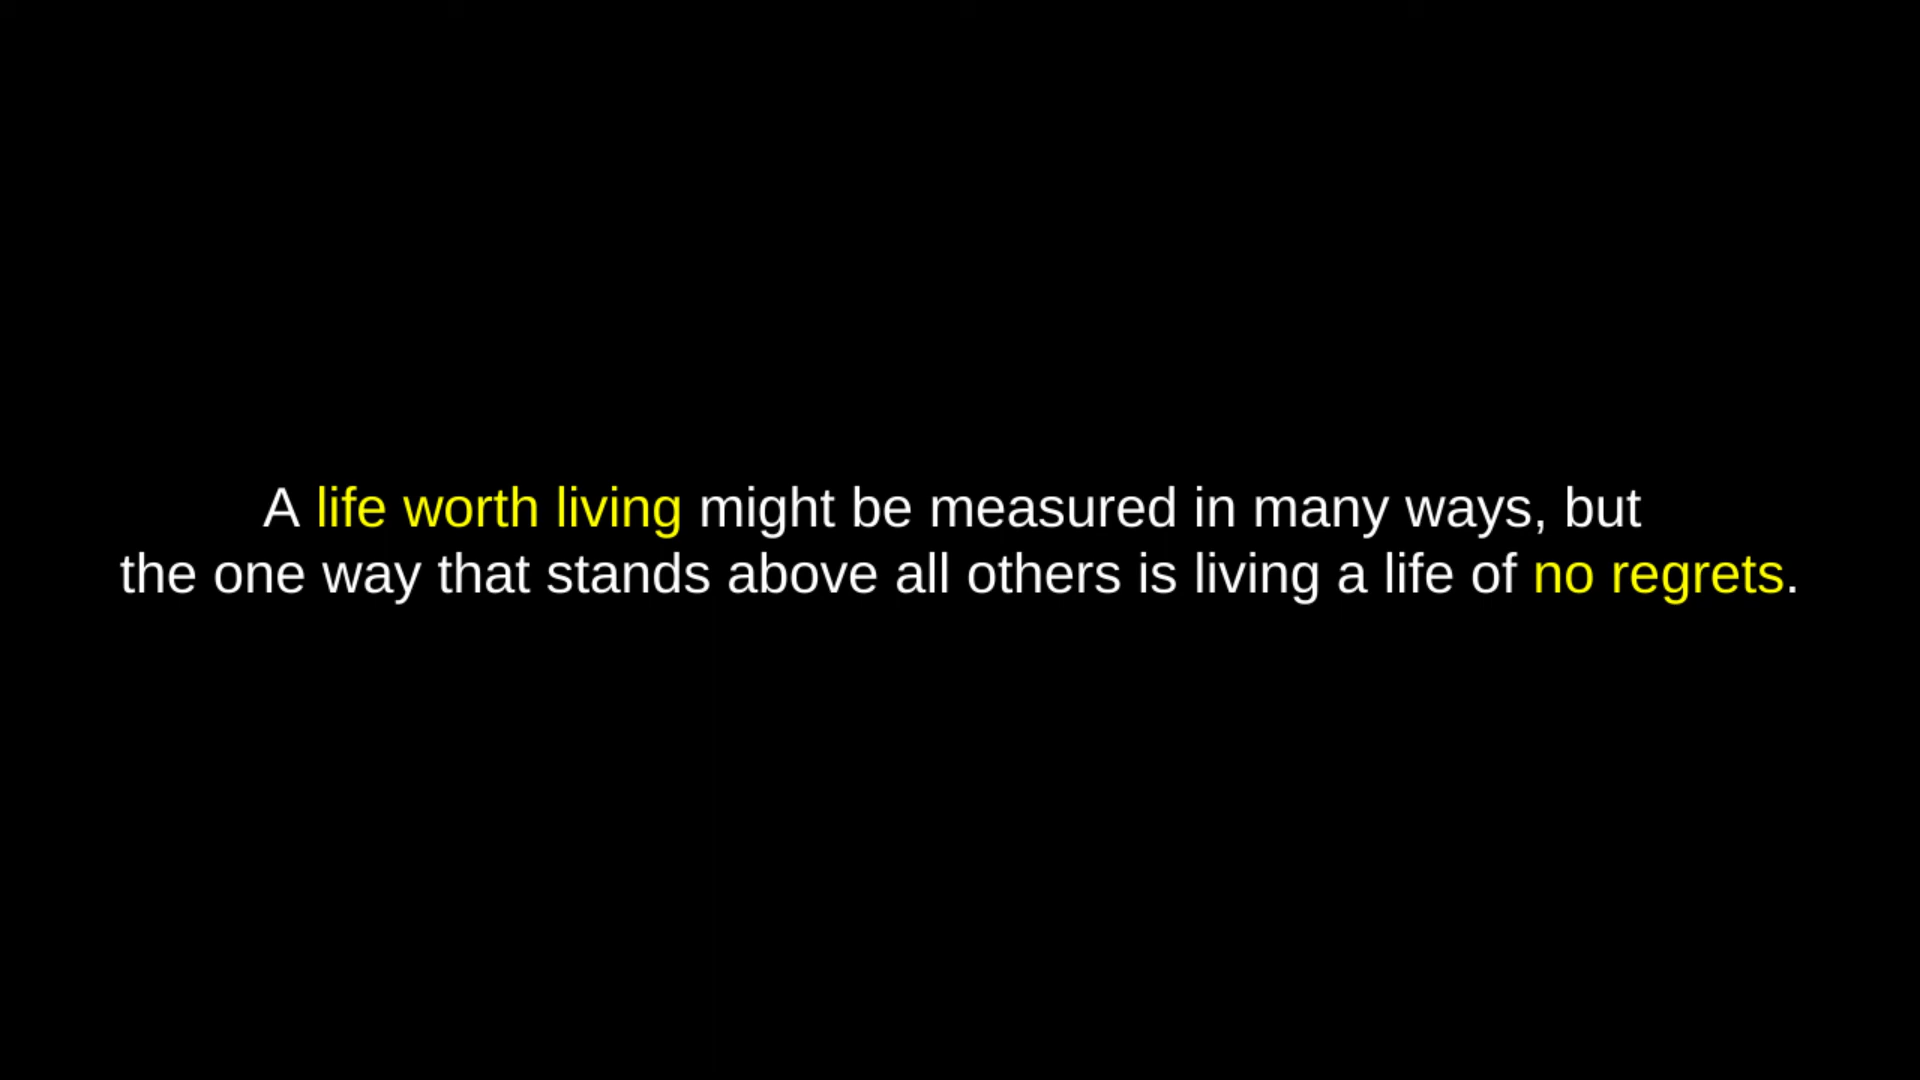 A life worth living might be measured in many ways, but
the one way that stands above all others is living a life of no regrets.